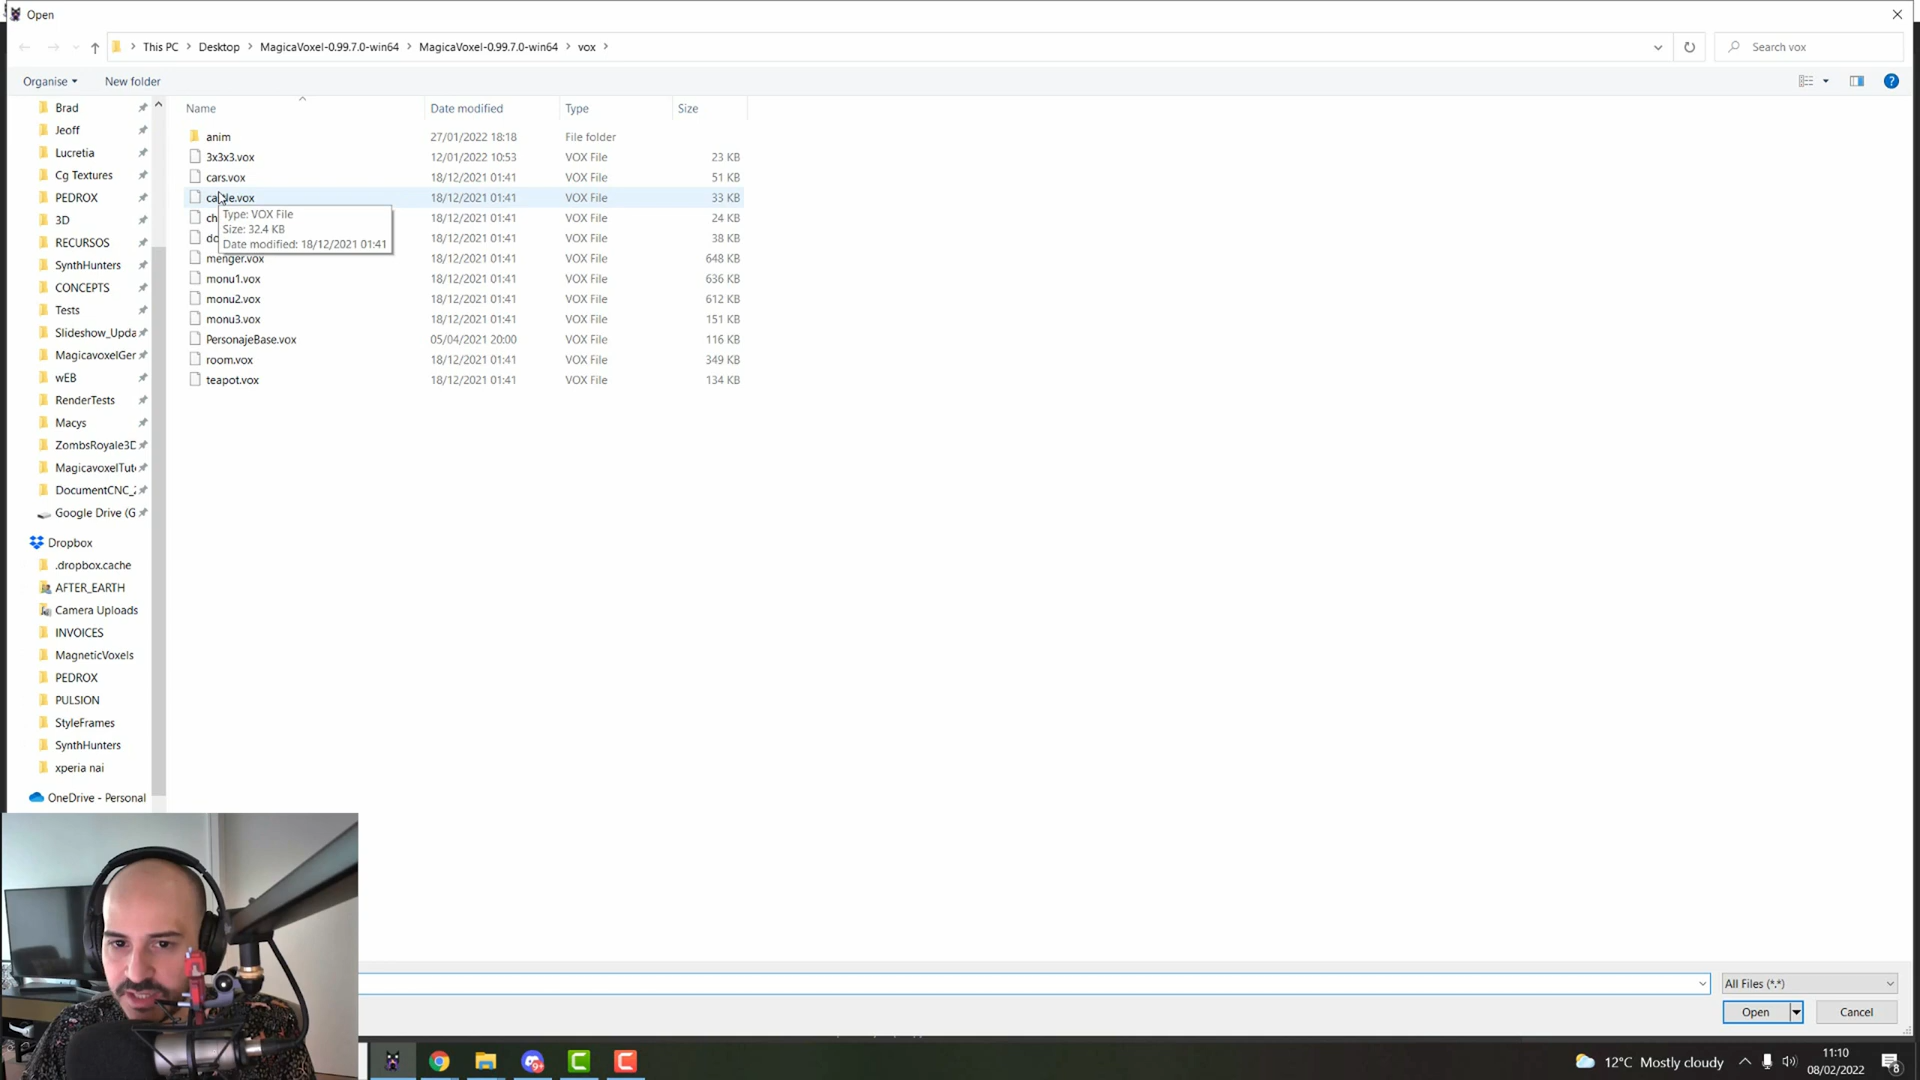 Open
This PC > Desktop > MagicaVoxel-0.99.7.0-win64 > MagicaVoxel-0.99.7.0-win64 > vox >
Search vox
Organise
New folder
Name
Date modified
Type
Size
Brad
Jeoff
Lucretia
Cg Textures
PEDROX
3D
RECURSOS
SynthHunters
CONCEPTS
Tests
Slideshow_Upda
MagicavoxelGer
wEB
RenderTests
Macys
ZombsRoyale3D
MagicavoxelTut
DocumentCNC_
Google Drive (G
Dropbox
.dropbox.cache
AFTER_EARTH
Camera Uploads
INVOICES
MagneticVoxels
PEDROX
PULSION
StyleFrames
SynthHunters
xperia nai
OneDrive - Personal
anim 27/01/2022 18:18 File folder
3x3x3.vox 12/01/2022 10:53 VOX File 23 KB
cars.vox 18/12/2021 01:41 VOX File 51 KB
18/12/2021 01:41 VOX File 33 KB
ch 18/12/2021 01:41 VOX File 24 KB
18/12/2021 01:41 VOX File 38 KB
menger.vox 18/12/2021 01:41 VOX File 648 KB
monu1.vox 18/12/2021 01:41 VOX File 636 KB
monu2.vox 18/12/2021 01:41 VOX File 612 KB
monu3.vox 18/12/2021 01:41 VOX File 151 KB
PersonajeBase.vox 05/04/2021 20:00 VOX File 116 KB
room.vox 18/12/2021 01:41 VOX File 349 KB
teapot.vox 18/12/2021 01:41 VOX File 134 KB
Type: VOX File
Size: 32.4 KB
Date modified: 18/12/2021 01:41
All Files (*.*)
Open
Cancel
12°C Mostly cloudy
11:10
08/02/2022
8